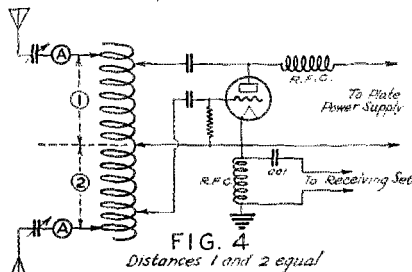 A
R.F.C.
To Plate
Power Supply
1
2
R.F.C.
.001
To Receiving Set
A
FIG. 4
Distances 1 and 2 equal